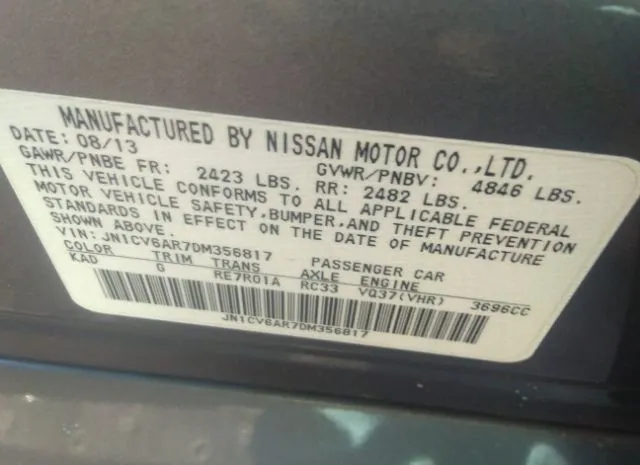 MANUFACTURED BY NISSAN MOTOR CO.,LTD.
DATE: 08/13 GVWR/PNBV: 4846 LBS.
GAWR/PNBE FR: 2423 LBS. RR: 2482 LBS.
THIS VEHICLE CONFORMS TO ALL APPLICABLE FEDERAL
MOTOR VEHICLE SAFETY,BUMPER,AND THEFT PREVENTION
STANDARDS IN EFFECT ON THE DATE OF MANUFACTURE
SHOWN ABOVE.
VIN:JN1CV6AR7DM356817 PASSENGER CAR
COLOR TRIM TRANS AXLE ENGINE
KAD G RE7R01A RC33 VQ37(VHR) 3696CC
JN1CV6AR7DM356817